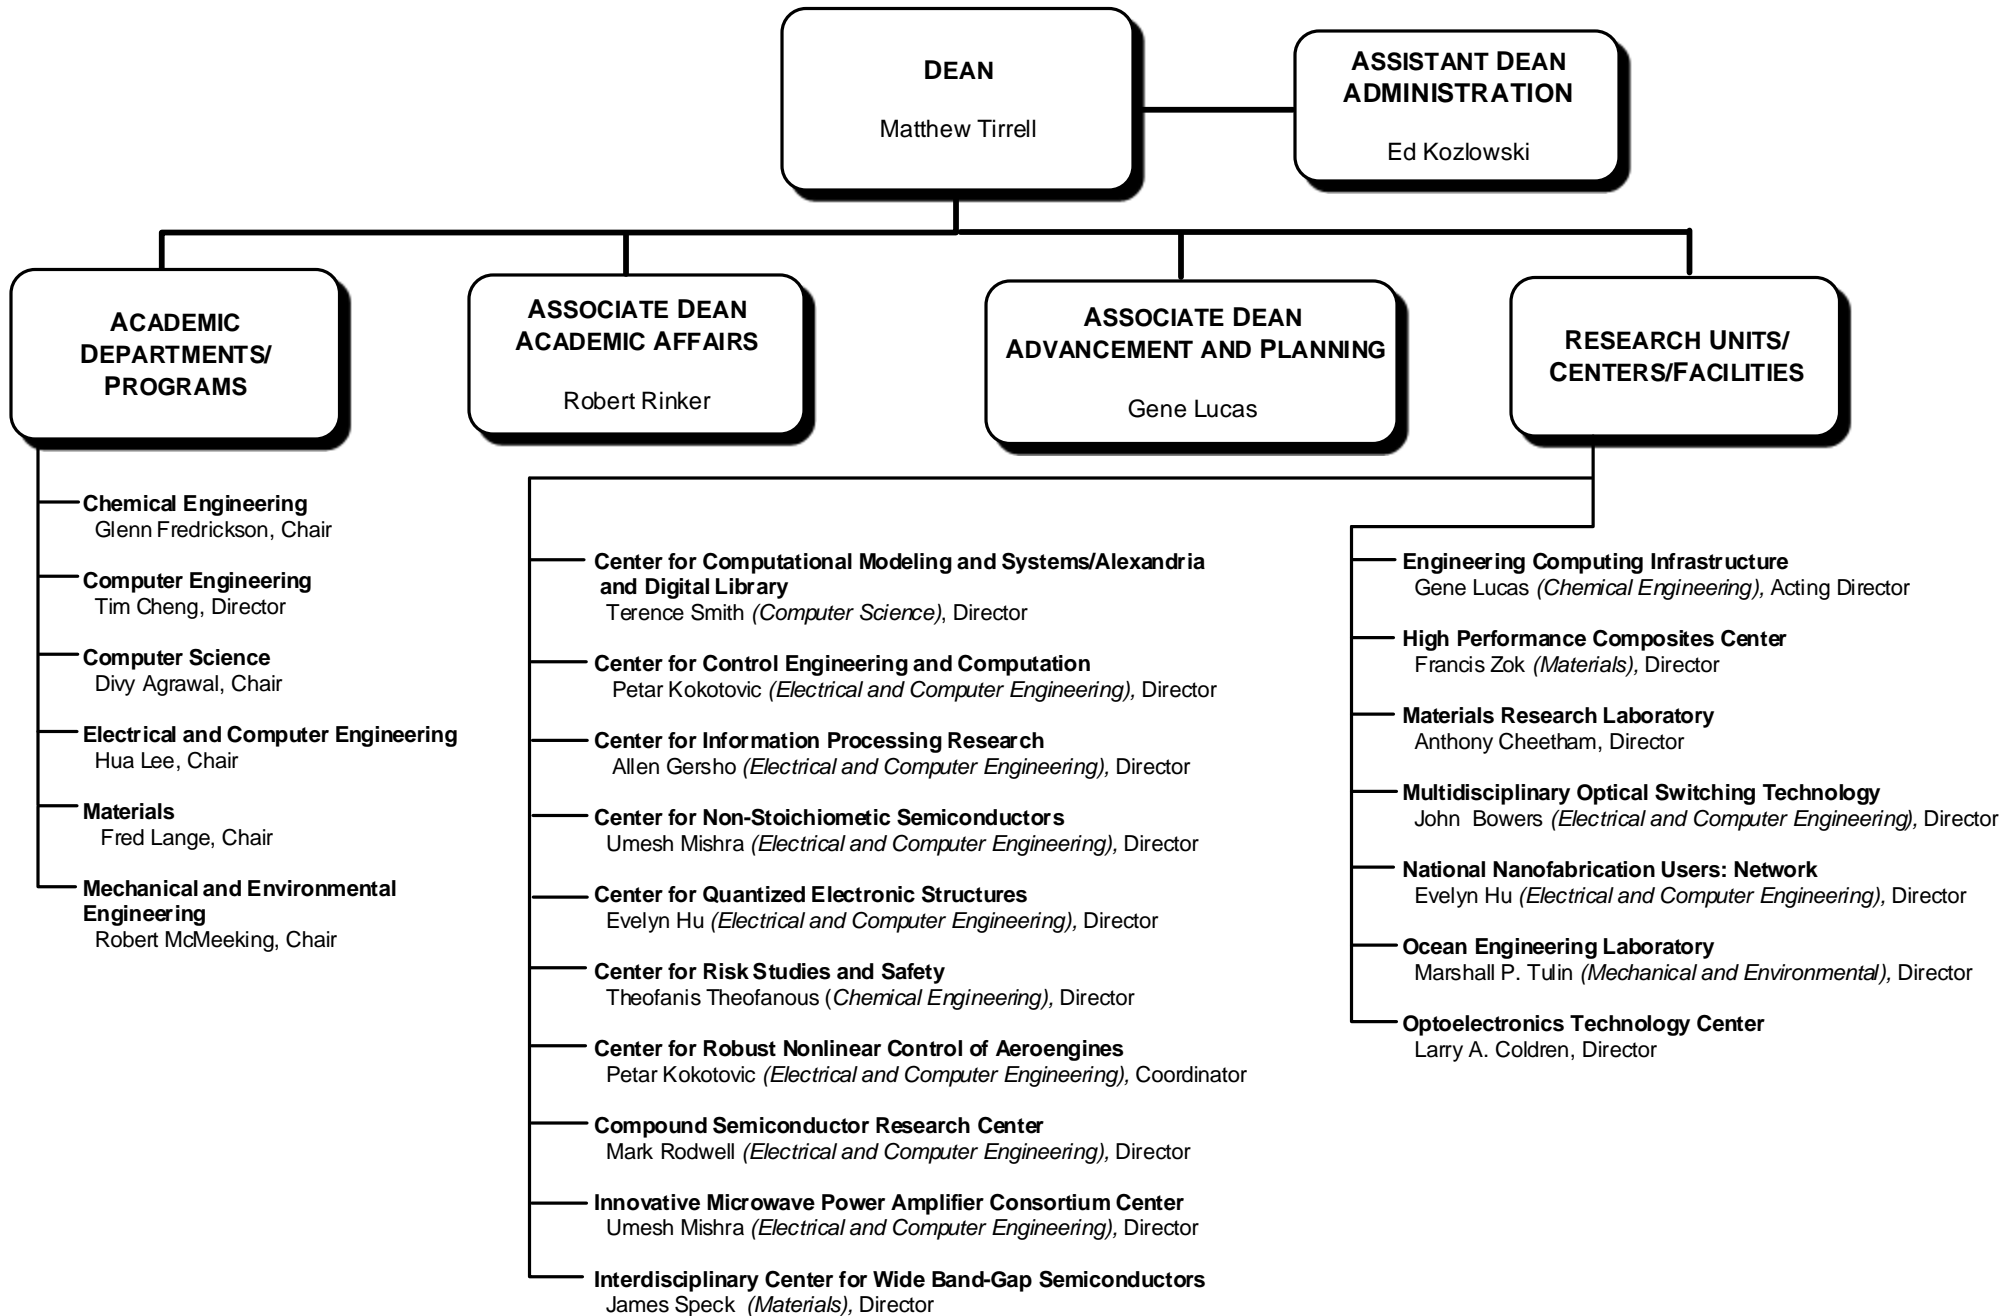 DEAN
Matthew Tirrell
ASSISTANT DEAN
ADMINISTRATION
Ed Kozlowski
ACADEMIC
DEPARTMENTS/
PROGRAMS
ASSOCIATE DEAN
ACADEMIC AFFAIRS
Robert Rinker
ASSOCIATE DEAN
ADVANCEMENT AND PLANNING
Gene Lucas
RESEARCH UNITS/
CENTERS/FACILITIES
Chemical Engineering
Glenn Fredrickson, Chair
Computer Engineering
Tim Cheng, Director
Computer Science
Divy Agrawal, Chair
Electrical and Computer Engineering
Hua Lee, Chair
Materials
Fred Lange, Chair
Mechanical and Environmental
Engineering
Robert McMeeking, Chair
Center for Computational Modeling and Systems/Alexandria
and Digital Library
Terence Smith (Computer Science), Director
Center for Control Engineering and Computation
Petar Kokotovic (Electrical and Computer Engineering), Director
Center for Information Processing Research
Allen Gersho (Electrical and Computer Engineering), Director
Center for Non-Stoichiometic Semiconductors
Umesh Mishra (Electrical and Computer Engineering), Director
Center for Quantized Electronic Structures
Evelyn Hu (Electrical and Computer Engineering), Director
Center for Risk Studies and Safety
Theofanis Theofanous (Chemical Engineering), Director
Center for Robust Nonlinear Control of Aeroengines
Petar Kokotovic (Electrical and Computer Engineering), Coordinator
Compound Semiconductor Research Center
Mark Rodwell (Electrical and Computer Engineering), Director
Innovative Microwave Power Amplifier Consortium Center
Umesh Mishra (Electrical and Computer Engineering), Director
Interdisciplinary Center for Wide Band-Gap Semiconductors
James Speck (Materials), Director
Engineering Computing Infrastructure
Gene Lucas (Chemical Engineering), Acting Director
High Performance Composites Center
Francis Zok (Materials), Director
Materials Research Laboratory
Anthony Cheetham, Director
Multidisciplinary Optical Switching Technology
John Bowers (Electrical and Computer Engineering), Director
National Nanofabrication Users: Network
Evelyn Hu (Electrical and Computer Engineering), Director
Ocean Engineering Laboratory
Marshall P. Tulin (Mechanical and Environmental), Director
Optoelectronics Technology Center
Larry A. Coldren, Director